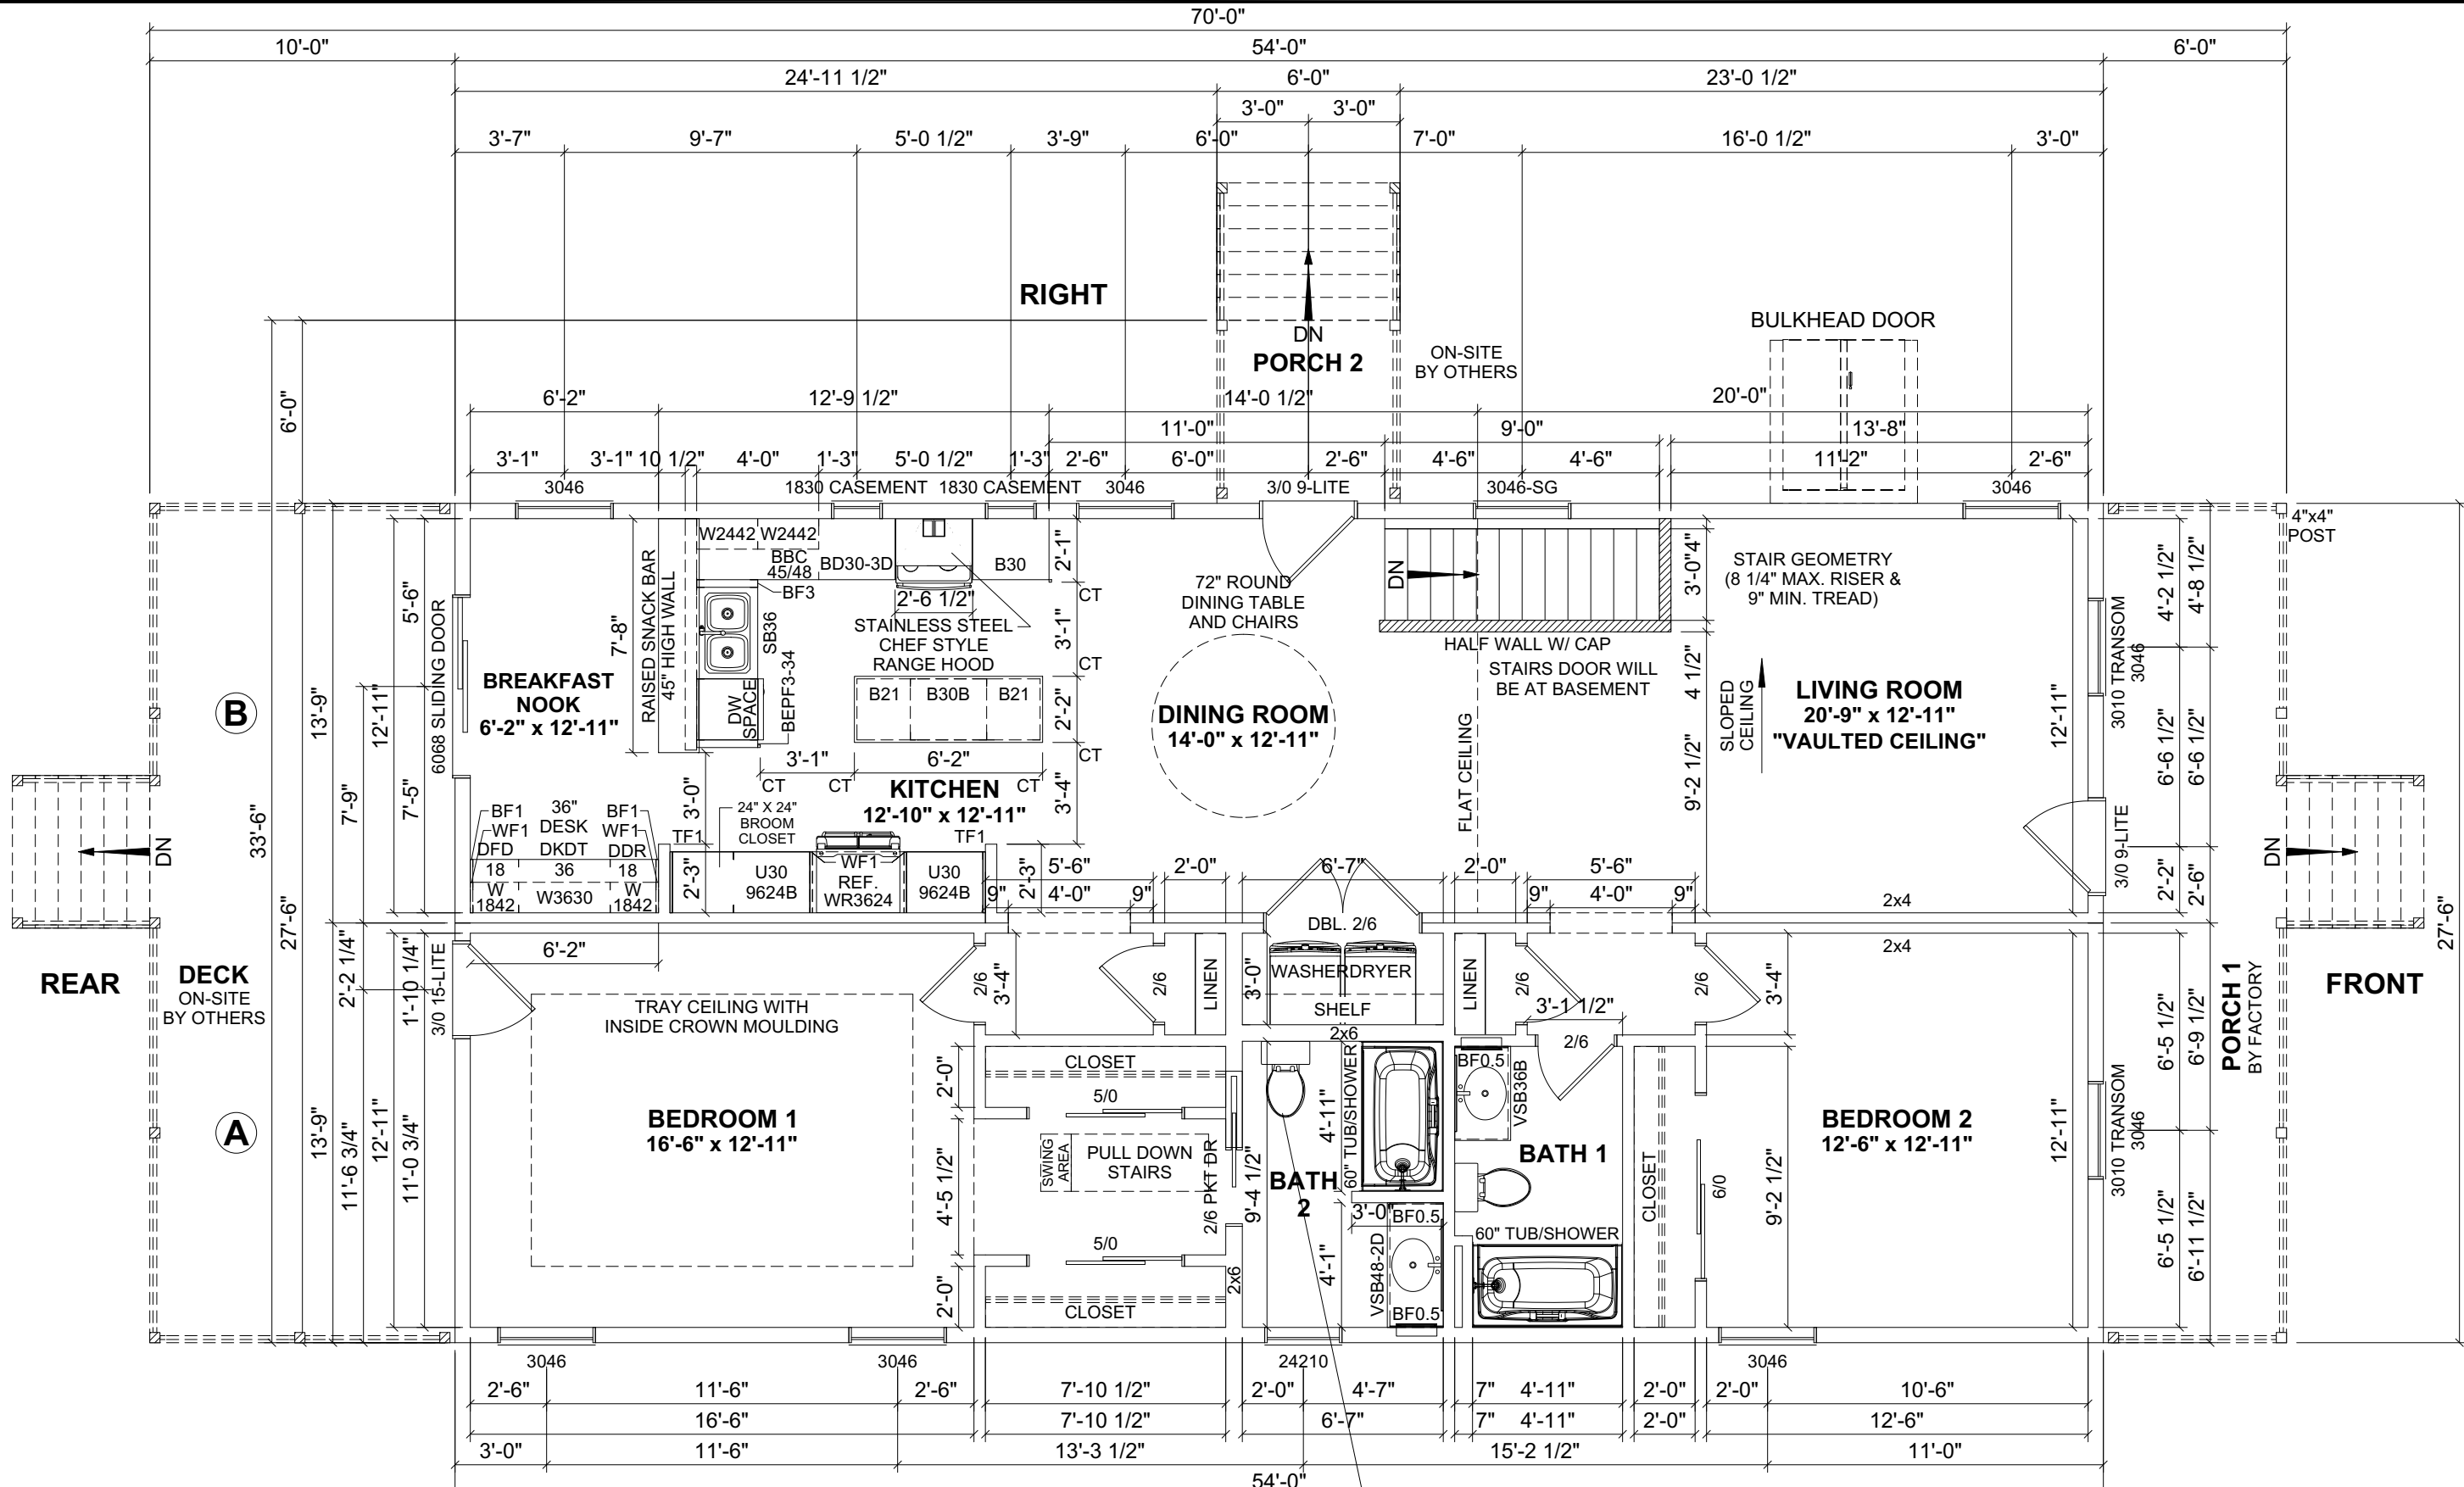 70'-0"
10'-0" 54'-0" 6'-0"
24'-11 1/2" 6'-0" 23'-0 1/2"
3'-0" 3'-0"
3'-7" 9'-7" 5'-0 1/2" 3'-9" 6'-0" 7'-0" 16'-0 1/2" 3'-0"
RIGHT
DN
PORCH 2
ON-SITE
BY OTHERS
BULKHEAD DOOR
6'-2" 12'-9 1/2" 14'-0 1/2" 20'-0"
11'-0" 9'-0" 13'-8"
3'-1" 3'-1" 10 1/2" 4'-0" 1'-3" 5'-0 1/2" 1'-3" 2'-6" 6'-0" 2'-6" 4'-6" 4'-6" 11'-2" 2'-6"
3046 1830 CASEMENT 1830 CASEMENT 3046 3/0 9-LITE 3046-SG 3046
6'-0"
33'-6"
27'-6"
13'-9"
12'-11"
5'-6"
7'-9"
7'-5"
6068 SLIDING DOOR
7'-8"
RAISED SNACK BAR
45" HIGH WALL
W2442 W2442
BBC
45/48
BD30-3D
B30
BF3
2'-6 1/2"
SB36
DW
SPACE
BEPF3-34
STAINLESS STEEL
CHEF STYLE
RANGE HOOD
B21 B30B B21
2'-1"
CT
3'-1"
CT
2'-2"
CT
3'-4"
3'-1" 6'-2"
CT CT CT
BREAKFAST
NOOK
6'-2" x 12'-11"
KITCHEN
12'-10" x 12'-11"
72" ROUND
DINING TABLE
AND CHAIRS
DINING ROOM
14'-0" x 12'-11"
DN
HALF WALL W/ CAP
STAIRS DOOR WILL
BE AT BASEMENT
FLAT CEILING
3'-0"4"
4 1/2"
9'-2 1/2"
STAIR GEOMETRY
(8 1/4" MAX. RISER &
9" MIN. TREAD)
SLOPED
CEILING
LIVING ROOM
20'-9" x 12'-11"
"VAULTED CEILING"
12'-11"
3010 TRANSOM
3046
3/0 9-LITE
4'-2 1/2"
4'-8 1/2"
6'-6 1/2"
6'-6 1/2"
2'-2"
2'-6"
4"x4"
POST
DN
27'-6"
B
DN
BF1
WF1
DFD
36"
DESK
DKDT
BF1
WF1
DDR
18 36 18
W
1842
W3630
W
1842
3'-0"
TF1
24" X 24"
BROOM
CLOSET
2'-3"
U30
9624B
WF1
REF.
WR3624
U30
9624B
TF1
2'-3"
5'-6" 2'-0" 6'-7" 2'-0" 5'-6"
9" 4'-0" 9" 9" 4'-0" 9"
2x4
2x4
DBL. 2/6
REAR
DECK
ON-SITE
BY OTHERS
A
13'-9"
2'-2 1/4"
11'-6 3/4"
12'-11"
1'-10 1/4"
11'-0 3/4"
3/0 15-LITE
6'-2"
TRAY CEILING WITH
INSIDE CROWN MOULDING
BEDROOM 1
16'-6" x 12'-11"
2/6
3'-4"
2/6
LINEN
3'-0"
WASHER
DRYER
SHELF
2x6
LINEN
2/6
3'-1 1/2"
2/6
2/6
3'-4"
CLOSET
5/0
2'-0"
4'-5 1/2"
2'-0"
SWING
AREA
PULL DOWN
STAIRS
5/0
CLOSET
2/6 PKT DR
2x6
9'-4 1/2"
BATH
2
4'-11"
60" TUB/SHOWER
3'-0"
4'-1"
BF0.5
VSB48-2D
BF0.5
BF0.5
VSB36B
BATH 1
60" TUB/SHOWER
CLOSET
6/0
9'-2 1/2"
BEDROOM 2
12'-6" x 12'-11"
12'-11"
3010 TRANSOM
3046
6'-5 1/2"
6'-9 1/2"
6'-5 1/2"
6'-11 1/2"
PORCH 1
BY FACTORY
FRONT
3046 3046 24210 3046
2'-6" 11'-6" 2'-6" 7'-10 1/2" 2'-0" 4'-7" 7" 4'-11" 2'-0" 2'-0" 10'-6"
16'-6" 7'-10 1/2" 6'-7" 7" 4'-11" 2'-0" 12'-6"
3'-0" 11'-6" 13'-3 1/2" 15'-2 1/2" 11'-0"
54'-0"